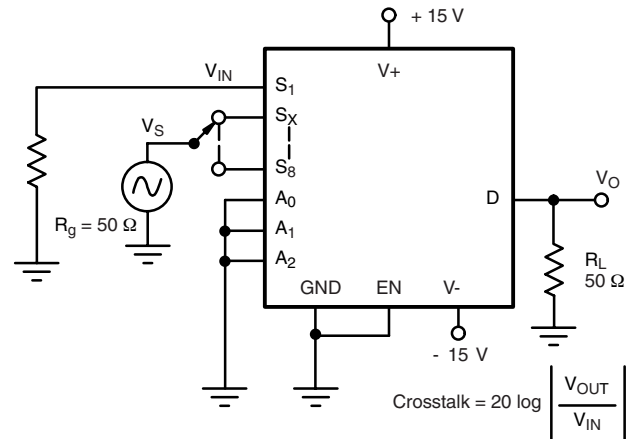 + 15 V
V+
V_IN
S_1
V_S
S_X
S_8
R_g = 50 Ω
A_0
A_1
A_2
D
V_O
R_L
50 Ω
GND
EN
V-
- 15 V
Crosstalk = 20 log | V_OUT / V_IN |